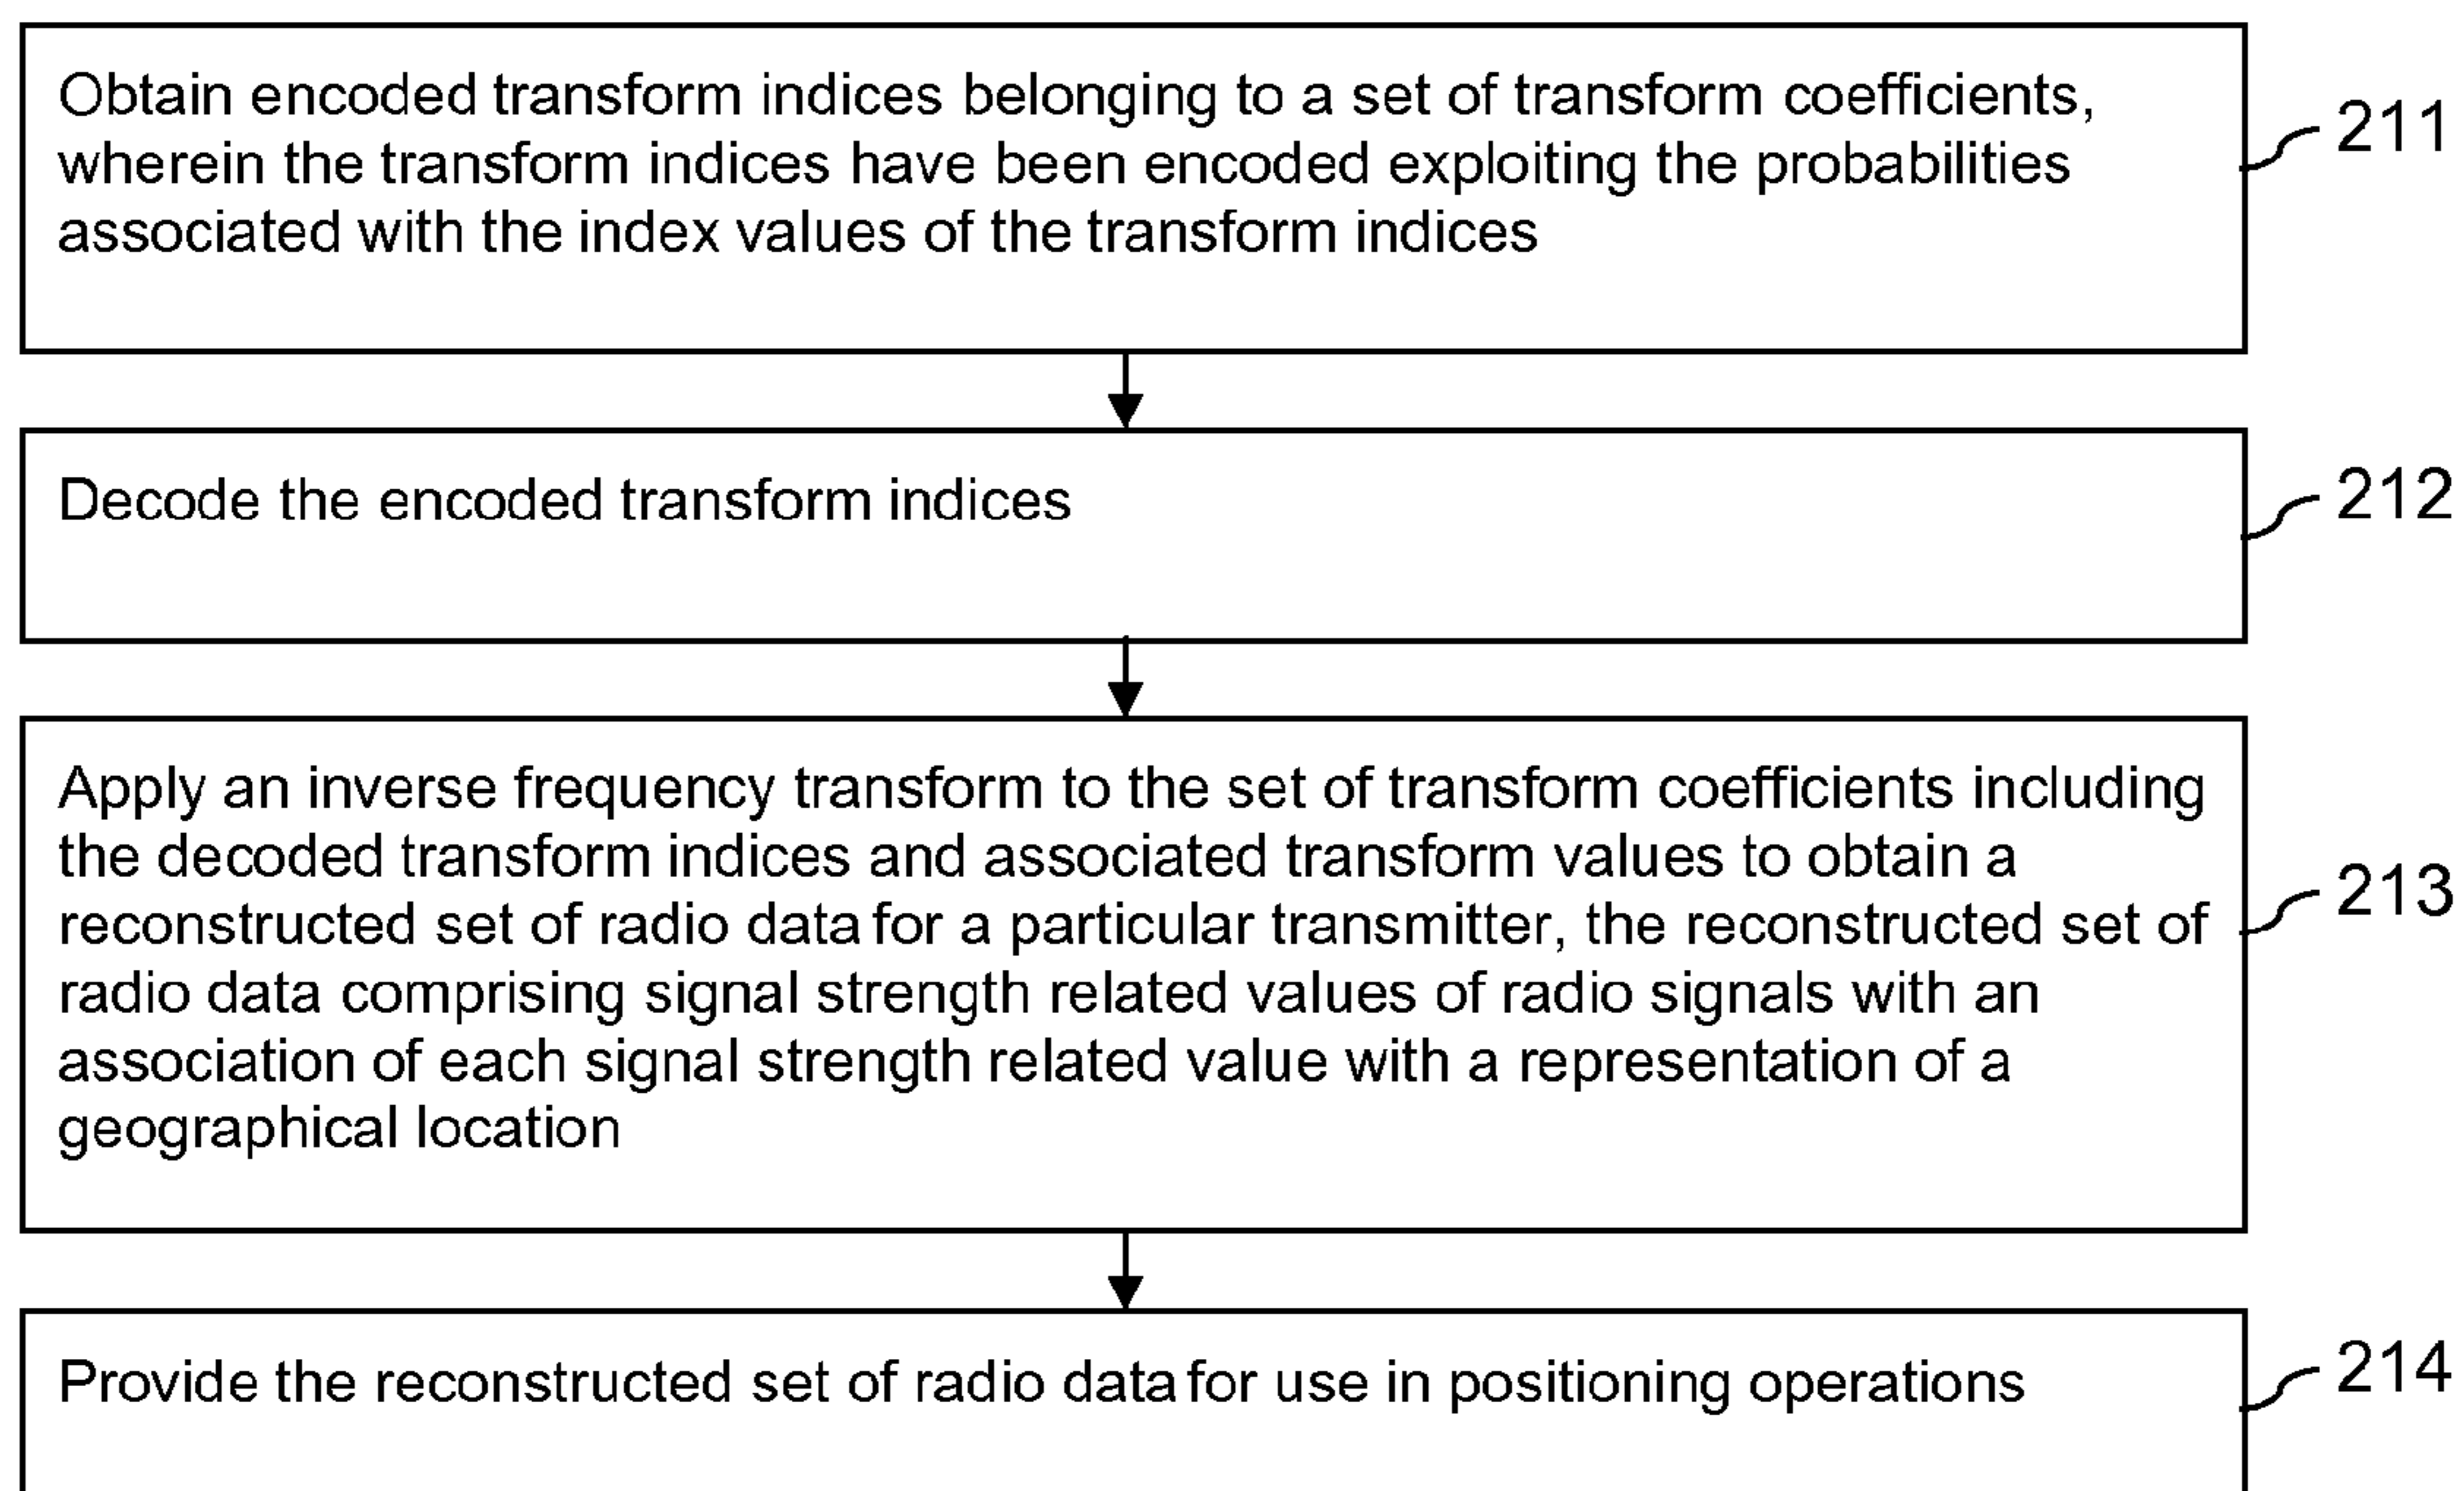 Obtain encoded transform indices belonging to a set of transform coefficients,
wherein the transform indices have been encoded exploiting the probabilities
associated with the index values of the transform indices
211
Decode the encoded transform indices
212
Apply an inverse frequency transform to the set of transform coefficients including
the decoded transform indices and associated transform values to obtain a
reconstructed set of radio data for a particular transmitter, the reconstructed set of
radio data comprising signal strength related values of radio signals with an
association of each signal strength related value with a representation of a
geographical location
213
Provide the reconstructed set of radio data for use in positioning operations
214